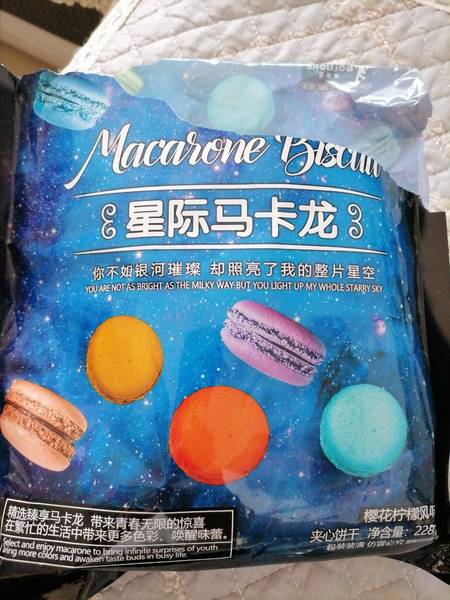 Macarone Biscuit
星际马卡龙
你不如银河璀璨 却照亮了我的整片星空
YOU ARE NOT AS BRIGHT AS THE MILKY WAY BUT YOU LIGHT UP MY WHOLE STARRY SKY
精选臻享马卡龙 带来青春无限的惊喜
在繁忙的生活中带来更多色彩、唤醒味蕾。
Select and enjoy macarone to bring infinite surprises of youth
bring more colors and awaken taste buds in busy life.
樱花柠檬风味
夹心饼干 净含量: 228